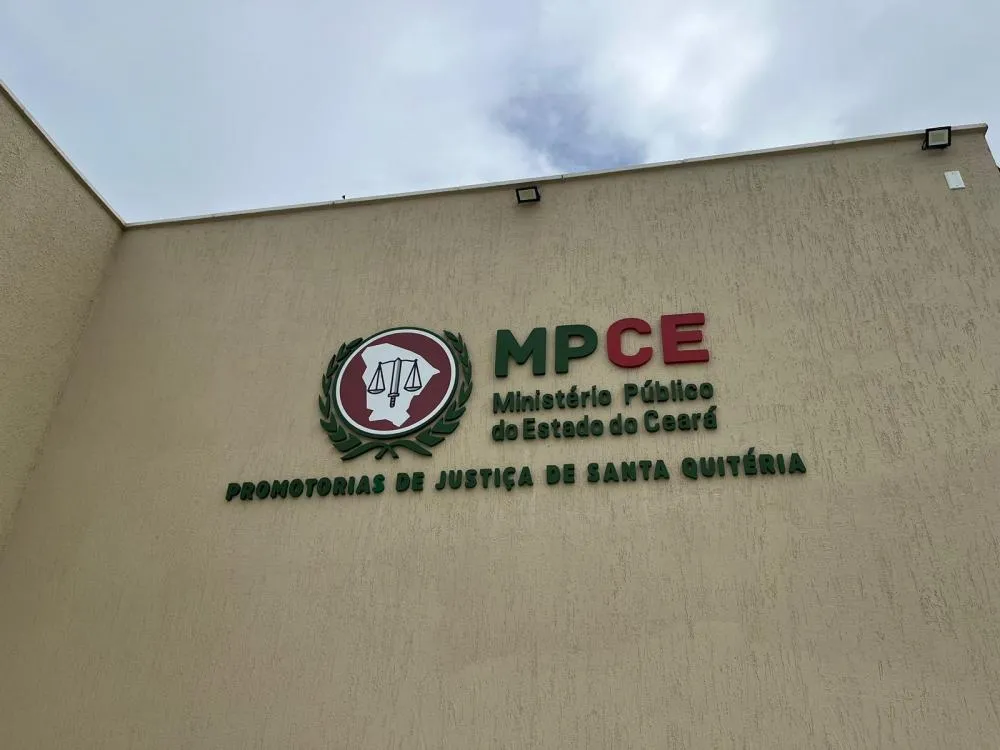 MPCE
Ministério Público
do Estado do Ceará
PROMOTORIAS DE JUSTIÇA DE SANTA QUITÉRIA